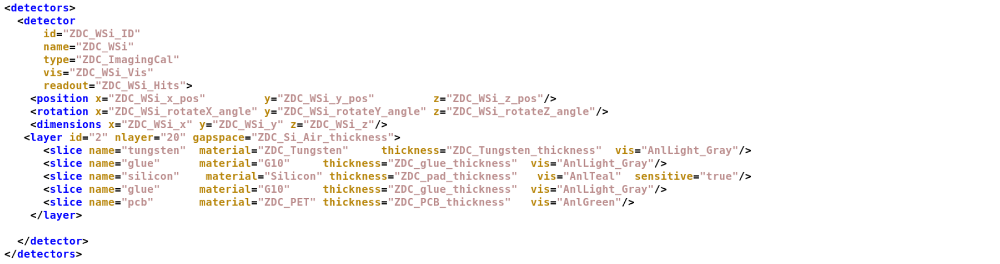 <detectors>
  <detector
      id="ZDC_WSi_ID"
      name="ZDC_WSi"
      type="ZDC_ImagingCal"
      vis="ZDC_WSi_Vis"
      readout="ZDC_WSi_Hits">
    <position x="ZDC_WSi_x_pos"         y="ZDC_WSi_y_pos"         z="ZDC_WSi_z_pos"/>
    <rotation x="ZDC_WSi_rotateX_angle" y="ZDC_WSi_rotateY_angle" z="ZDC_WSi_rotateZ_angle"/>
    <dimensions x="ZDC_WSi_x" y="ZDC_WSi_y" z="ZDC_WSi_z"/>
   <layer id="2" nlayer="20" gapspace="ZDC_Si_Air_thickness">
      <slice name="tungsten"  material="ZDC_Tungsten"     thickness="ZDC_Tungsten_thickness"  vis="AnlLight_Gray"/>
      <slice name="glue"      material="G10"     thickness="ZDC_glue_thickness"  vis="AnlLight_Gray"/>
      <slice name="silicon"    material="Silicon" thickness="ZDC_pad_thickness"   vis="AnlTeal"  sensitive="true"/>
      <slice name="glue"      material="G10"     thickness="ZDC_glue_thickness"  vis="AnlLight_Gray"/>
      <slice name="pcb"       material="ZDC_PET" thickness="ZDC_PCB_thickness"   vis="AnlGreen"/>
    </layer>

  </detector>
</detectors>